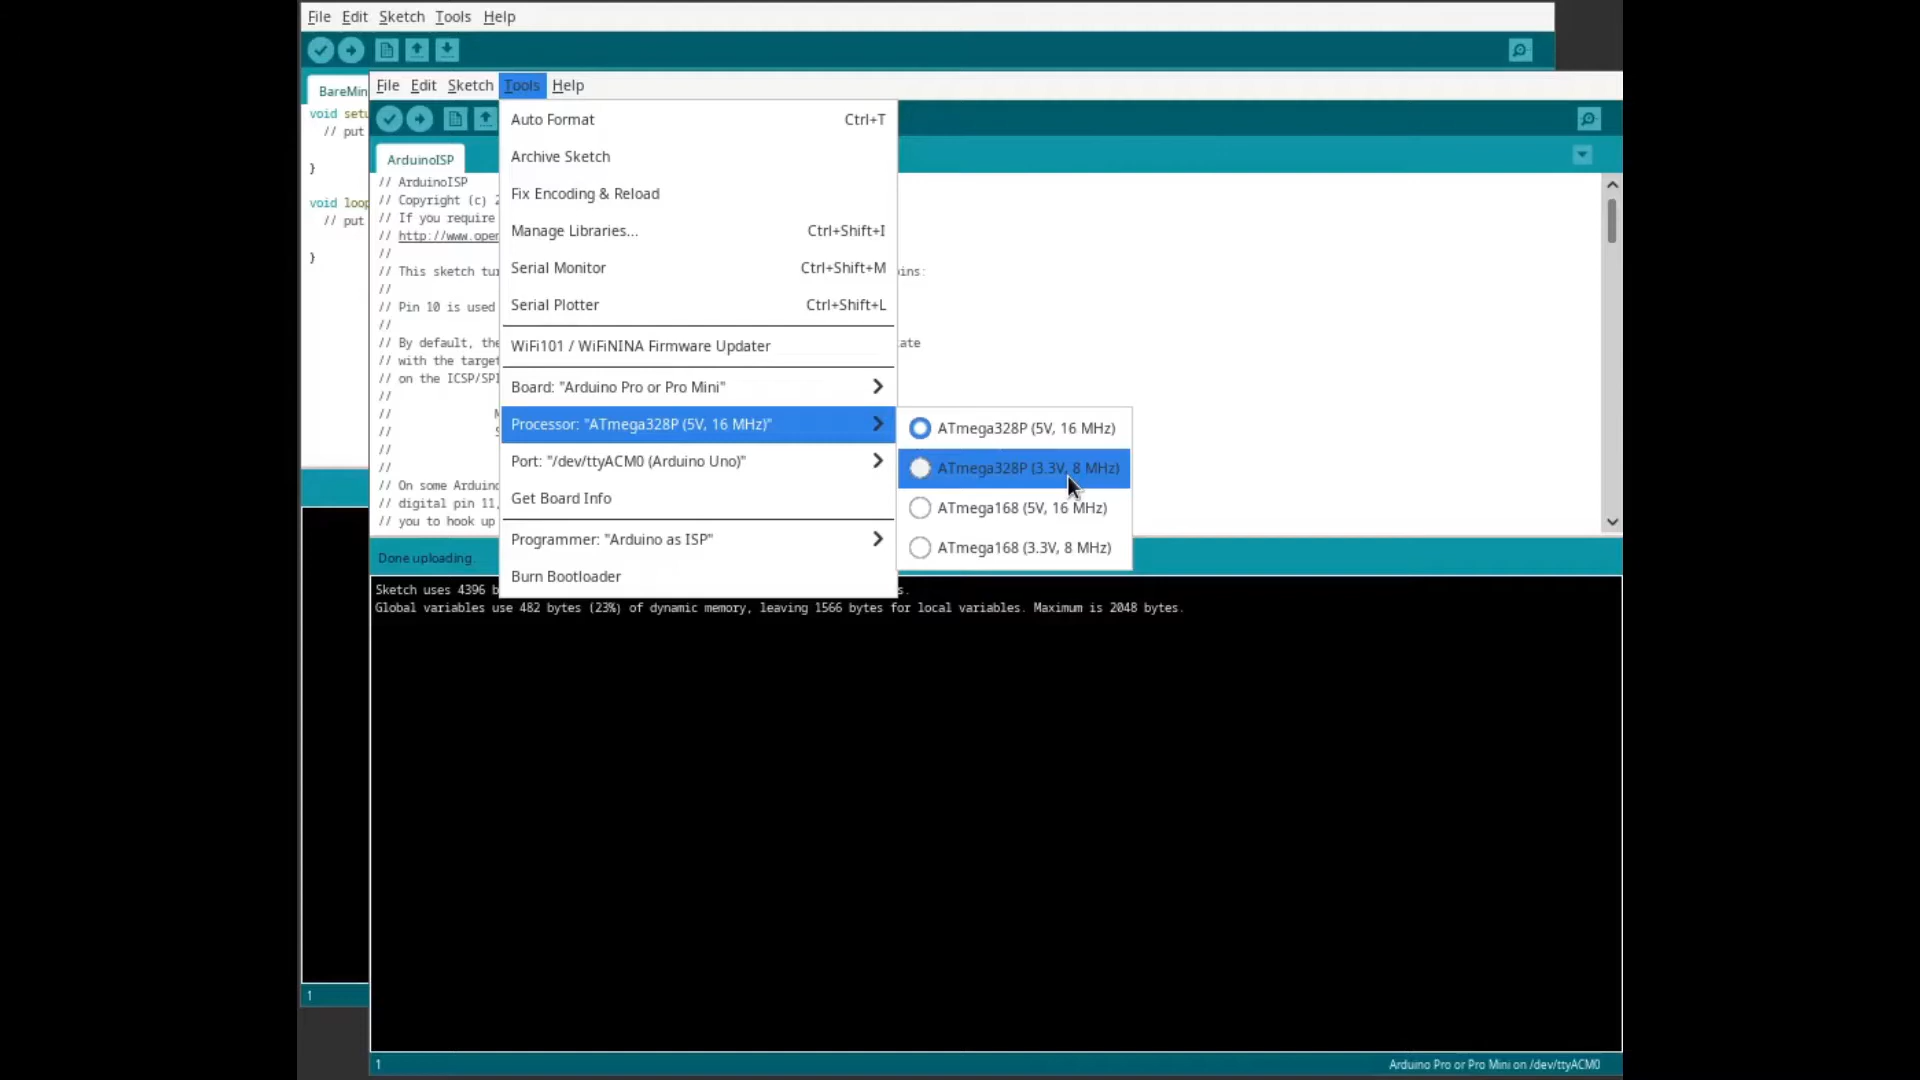 File Edit Sketch Tools Help
BareMin
void setu
// put
}
void loop
// put
}
1
File Edit Sketch Tools Help
ArduinoISP
// ArduinoISP
// Copyright (c) 2
// If you require
// http://www.open
//
// This sketch tur ins:
//
// Pin 10 is used
//
// By default, the ate
// with the target
// on the ICSP/SPI
//
// M
// S
//
//
// On some Arduino
// digital pin 11,
// you to hook up
Auto Format Ctrl+T
Archive Sketch
Fix Encoding & Reload
Manage Libraries... Ctrl+Shift+I
Serial Monitor Ctrl+Shift+M
Serial Plotter Ctrl+Shift+L
WiFi101 / WiFiNINA Firmware Updater
Board: "Arduino Pro or Pro Mini"
Processor: "ATmega328P (5V, 16 MHz)"
Port: "/dev/ttyACM0 (Arduino Uno)"
Get Board Info
Programmer: "Arduino as ISP"
Burn Bootloader
ATmega328P (5V, 16 MHz)
ATmega328P (3.3V, 8 MHz)
ATmega168 (5V, 16 MHz)
ATmega168 (3.3V, 8 MHz)
Done uploading.
Sketch uses 4396 b s.
Global variables use 482 bytes (23%) of dynamic memory, leaving 1566 bytes for local variables. Maximum is 2048 bytes.
1 Arduino Pro or Pro Mini on /dev/ttyACM0